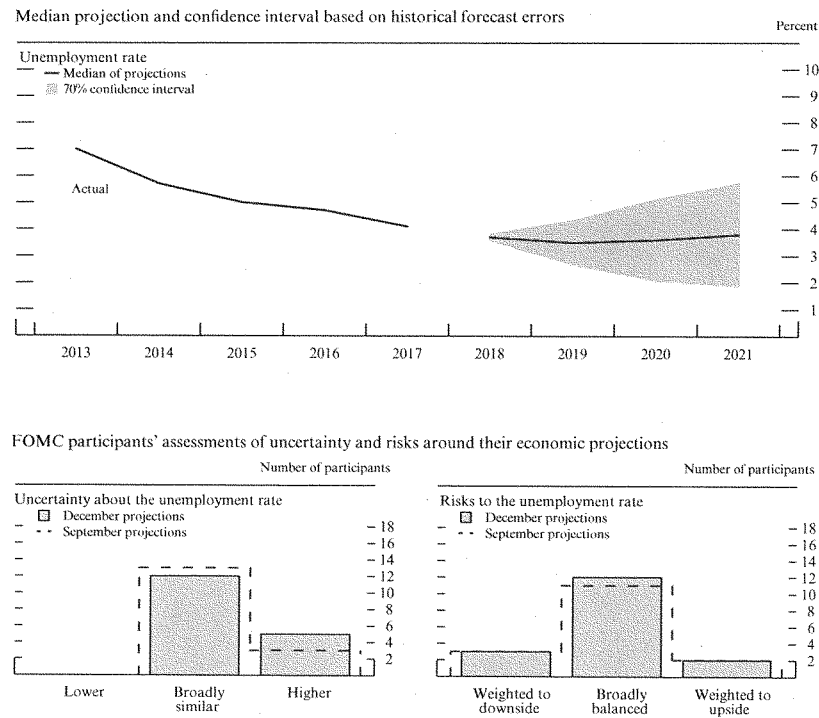 Median projection and confidence interval based on historical forecast errors
Percent
Unemployment rate
Median of projections
70% confidence interval
10
9
8
7
6
5
4
3
2
1
Actual
2013 2014 2015 2016 2017 2018 2019 2020 2021
FOMC participants' assessments of uncertainty and risks around their economic projections
Number of participants
Uncertainty about the unemployment rate
December projections
September projections
18
16
14
12
10
8
6
4
2
Lower Broadly similar Higher
Number of participants
Risks to the unemployment rate
December projections
September projections
18
16
14
12
10
8
6
4
2
Weighted to downside Broadly balanced Weighted to upside